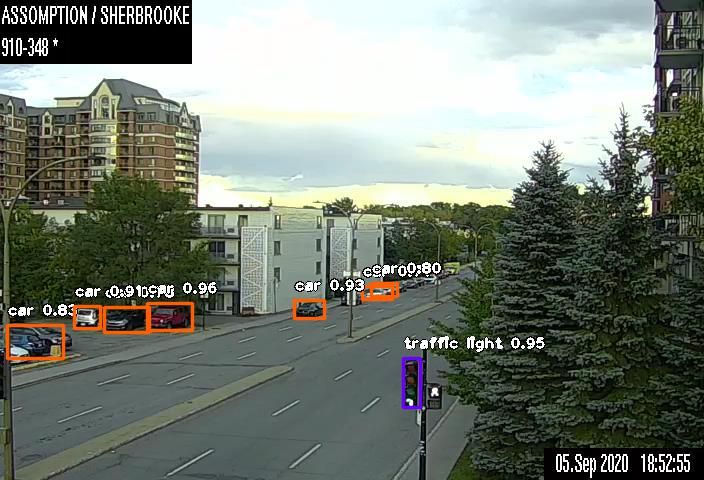 ASSOMPTION / SHERBROOKE
910-348 *
car 0.96
car 0.80
car 0.91
car 0.93
car 0.83
traffic light 0.95
05.Sep 2020 18:52:55